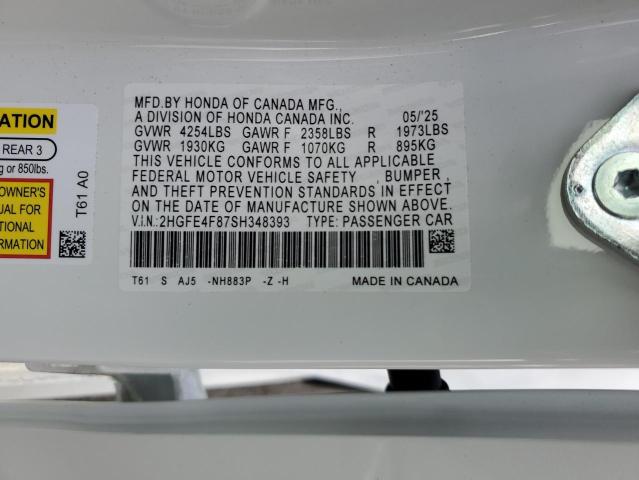 ATION
REAR 3
g or 850lbs.
OWNER'S
UAL FOR
TIONAL
RMATION
T61 A0
MFD.BY HONDA OF CANADA MFG.,
A DIVISION OF HONDA CANADA INC. 05/'25
GVWR 4254LBS GAWR F 2358LBS R 1973LBS
GVWR 1930KG GAWR F 1070KG R 895KG
THIS VEHICLE CONFORMS TO ALL APPLICABLE
FEDERAL MOTOR VEHICLE SAFETY , BUMPER ,
AND THEFT PREVENTION STANDARDS IN EFFECT
ON THE DATE OF MANUFACTURE SHOWN ABOVE.
V.I.N.:2HGFE4F87SH348393 TYPE: PASSENGER CAR
T61 S AJ5 -NH883P -Z -H MADE IN CANADA